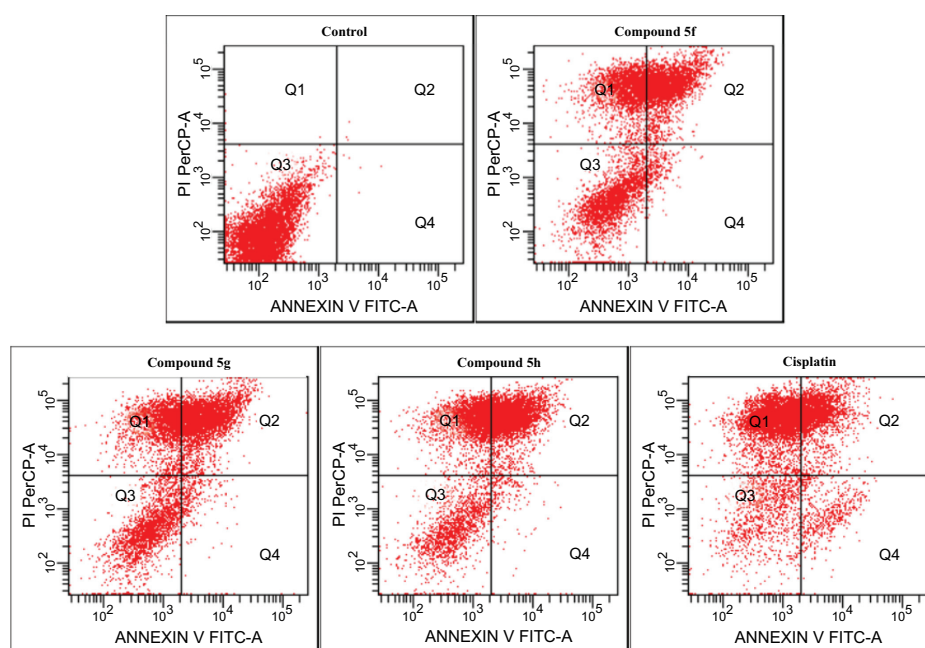 Control
Q1 Q2
Q3
Q4
PI PerCP-A
10^5
10^4
10^3
10^2
10^2 10^3 10^4 10^5
ANNEXIN V FITC-A
Compound 5f
Q1 Q2
Q3
Q4
PI PerCP-A
10^5
10^4
10^3
10^2
10^2 10^3 10^4 10^5
ANNEXIN V FITC-A
Compound 5g
Q1 Q2
Q3
Q4
PI PerCP-A
10^5
10^4
10^3
10^2
10^2 10^3 10^4 10^5
ANNEXIN V FITC-A
Compound 5h
Q1 Q2
Q3
Q4
PI PerCP-A
10^5
10^4
10^3
10^2
10^2 10^3 10^4 10^5
ANNEXIN V FITC-A
Cisplatin
Q1 Q2
Q3
Q4
PI PerCP-A
10^5
10^4
10^3
10^2
10^2 10^3 10^4 10^5
ANNEXIN V FITC-A